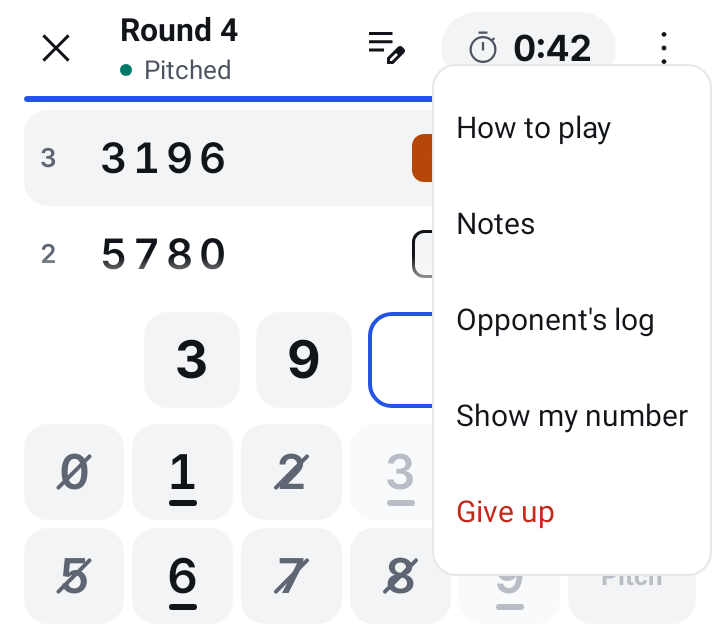 Round 4
Pitched
0:42
3 3196
2 5780
3 9
0 1 2 3
5 6 7 8 9 Pitch
How to play
Notes
Opponent's log
Show my number
Give up